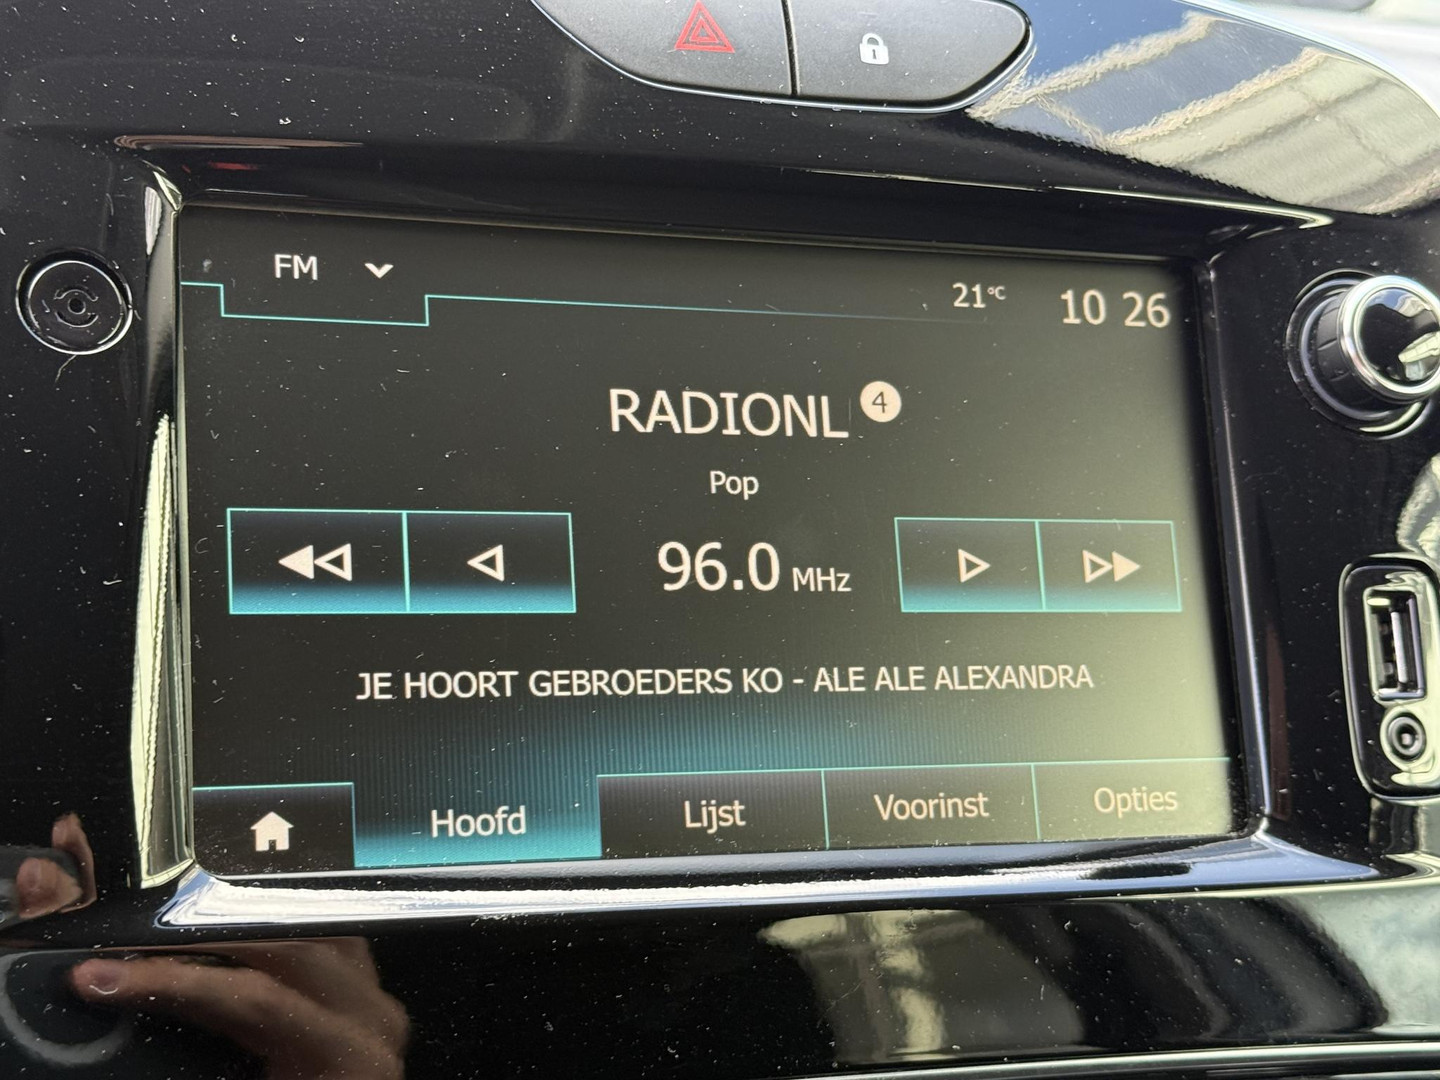 FM
21°C 10 26
RADIONL 4
Pop
96.0 MHz
JE HOORT GEBROEDERS KO - ALE ALE ALEXANDRA
Hoofd Lijst Voorinst Opties